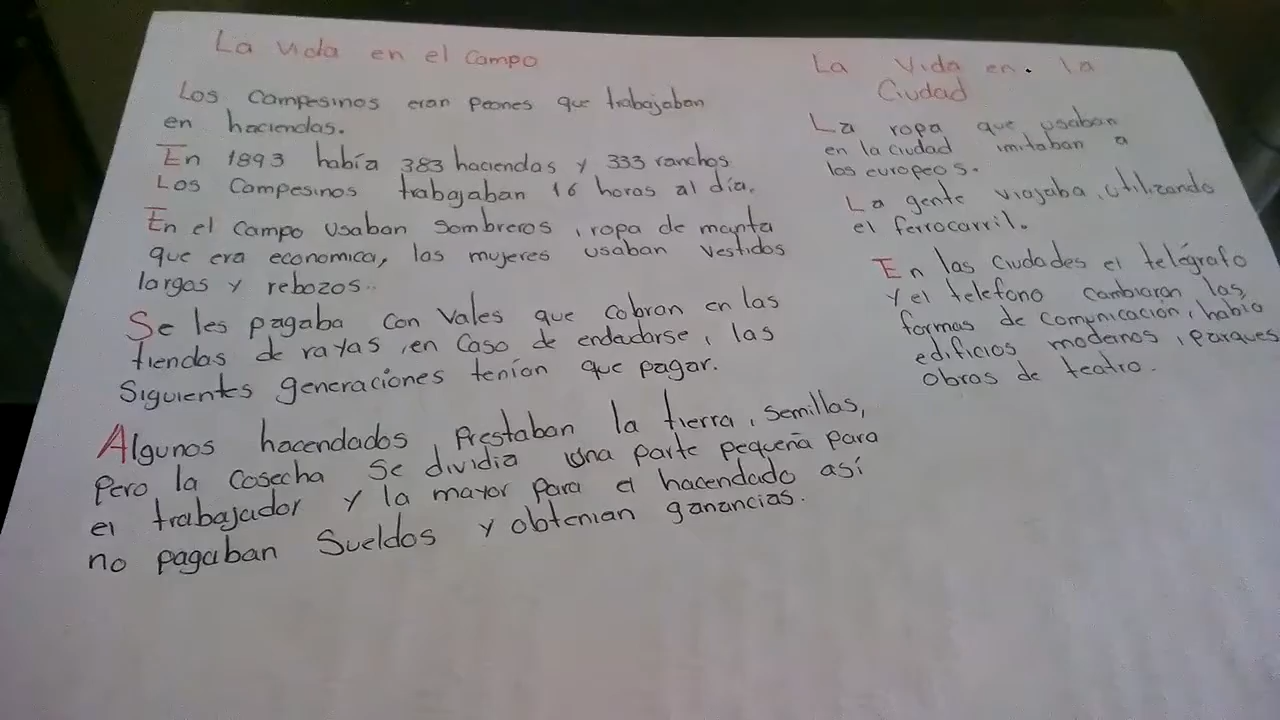 La Vida en el Campo
Los Campesinos eran Peones que trabajaban
en haciendas.
En 1893 había 383 haciendas y 333 ranchos
Los Campesinos trabajaban 16 horas al día.
En el Campo Usaban Sombreros, ropa de manta
que era economica, las mujeres usaban vestidos
largos y rebozos..
Se les pagaba con Vales que cobran en las
tiendas de rayas, en Caso de endeudarse, las
Siguientes generaciones tenían que pagar.
Algunos hacendados, Prestaban la tierra, semillas,
Pero la Cosecha Se dividia una parte pequeña para
el trabajador y la mayor para el hacendado así
no pagaban Sueldos y obtenian ganancias.
La Vida en. la
Ciudad
La ropa que usaban
en la ciudad imitaban a
los europeos.
La gente viajaba, utilizando
el ferrocarril.
En las Ciudades el telégrafo
y el telefono cambiaron las
formas de comunicación, había
edificios modernos, parques
Obras de teatro.